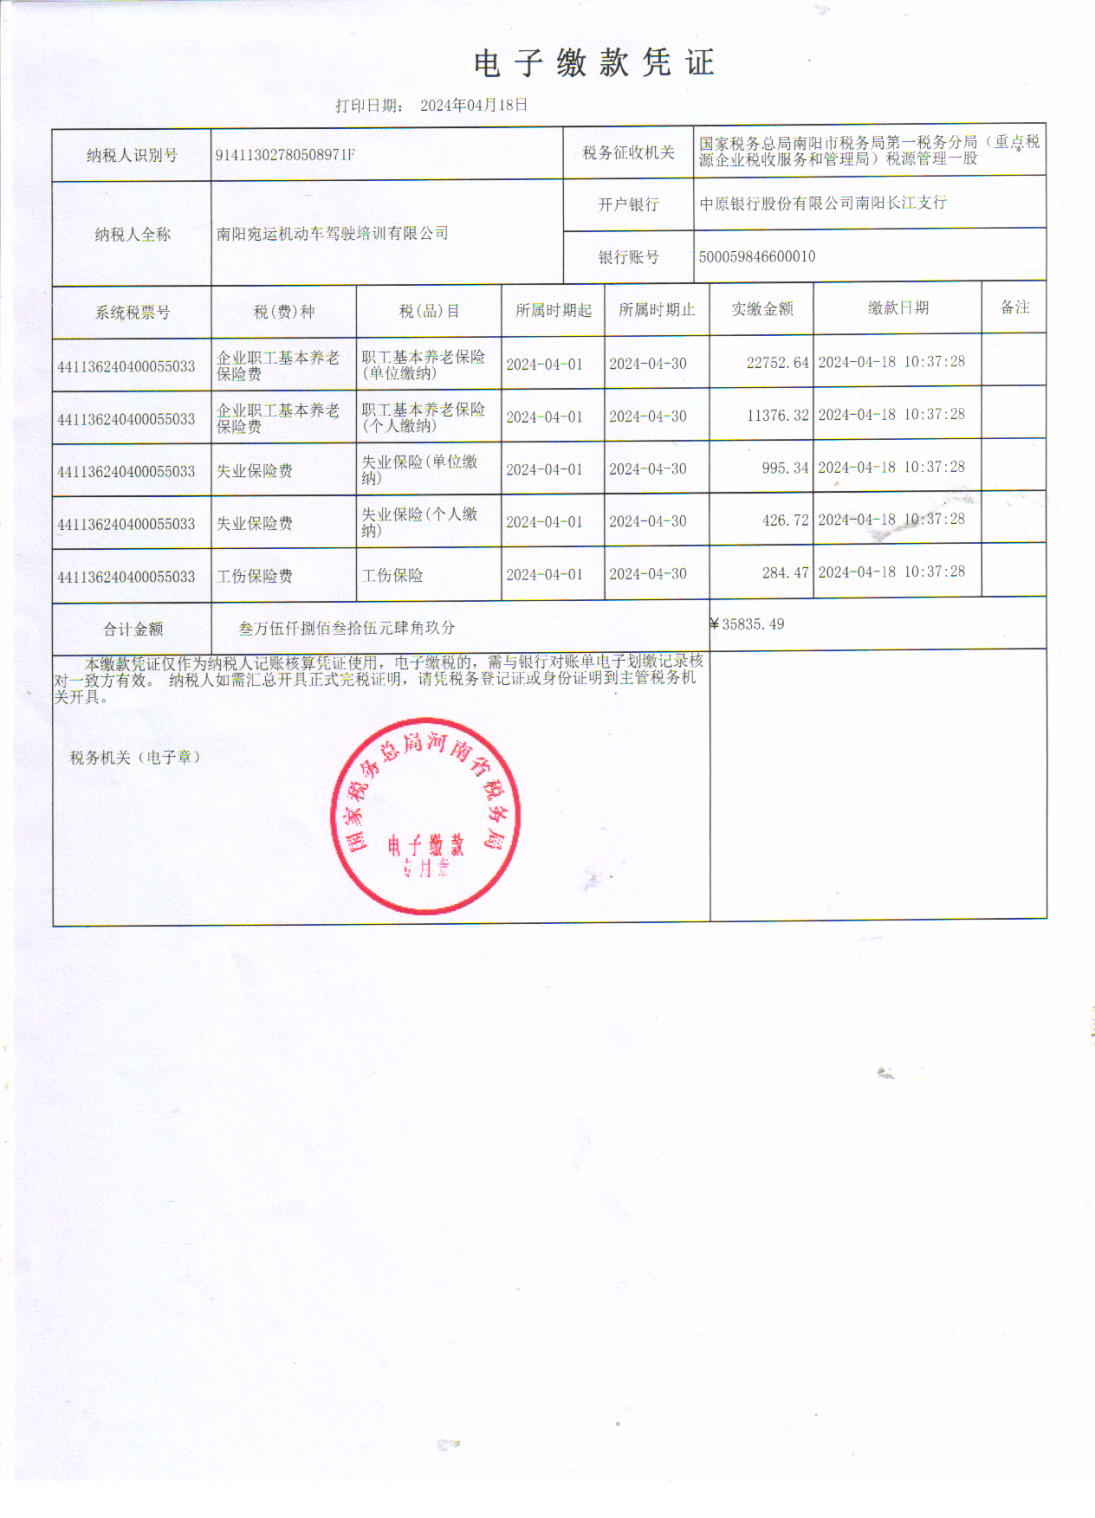 电子缴款凭证
打印日期： 2024年04月18日
纳税人识别号 91411302780508971F 税务征收机关 国家税务总局南阳市税务局第一税务分局（重点税
源企业税收服务和管理局）税源管理一股
纳税人全称 南阳宛运机动车驾驶培训有限公司 开户银行 中原银行股份有限公司南阳长江支行
银行账号 500059846600010
系统税票号 税(费)种 税(品)目 所属时期起 所属时期止 实缴金额 缴款日期 备注
441136240400055033 企业职工基本养老 职工基本养老保险 2024-04-01 2024-04-30 22752.64 2024-04-18 10:37:28
保险费 (单位缴纳)
441136240400055033 企业职工基本养老 职工基本养老保险 2024-04-01 2024-04-30 11376.32 2024-04-18 10:37:28
保险费 (个人缴纳)
441136240400055033 失业保险费 失业保险(单位缴 2024-04-01 2024-04-30 995.34 2024-04-18 10:37:28
纳)
441136240400055033 失业保险费 失业保险(个人缴 2024-04-01 2024-04-30 426.72 2024-04-18 10:37:28
纳)
441136240400055033 工伤保险费 工伤保险 2024-04-01 2024-04-30 284.47 2024-04-18 10:37:28
合计金额 叁万伍仟捌佰叁拾伍元肆角玖分 ¥35835.49
本缴款凭证仅作为纳税人记账核算凭证使用，电子缴税的，需与银行对账单电子划缴记录核
对一致方有效。 纳税人如需汇总开具正式完税证明，请凭税务登记证或身份证明到主管税务机
关开具。
税务机关（电子章）
国家税务总局河南省税务局
电子缴款
专用章